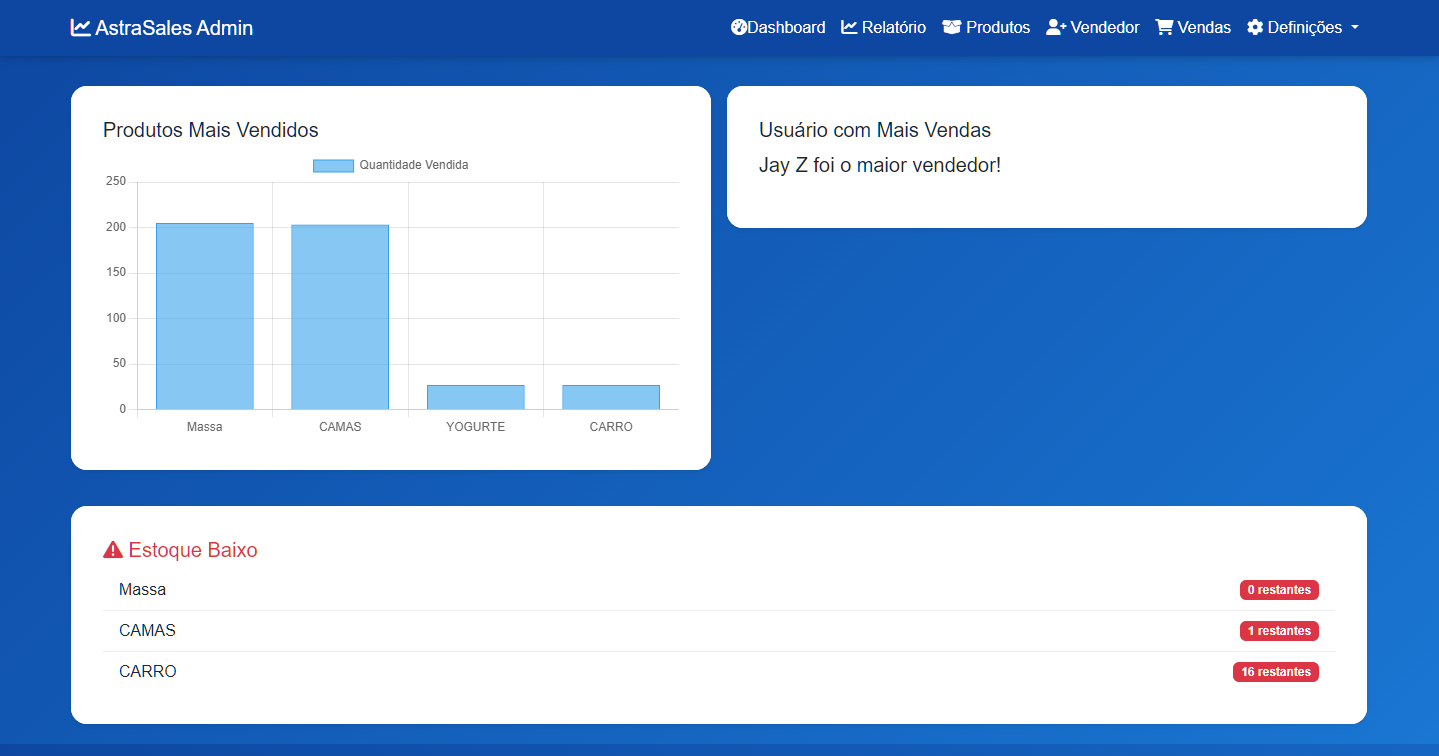 AstraSales Admin
Dashboard Relatório Produtos Vendedor Vendas Definições
Produtos Mais Vendidos
Quantidade Vendida
250
200
150
100
50
0
Massa CAMAS YOGURTE CARRO
Usuário com Mais Vendas
Jay Z foi o maior vendedor!
Estoque Baixo
Massa 0 restantes
CAMAS 1 restantes
CARRO 16 restantes